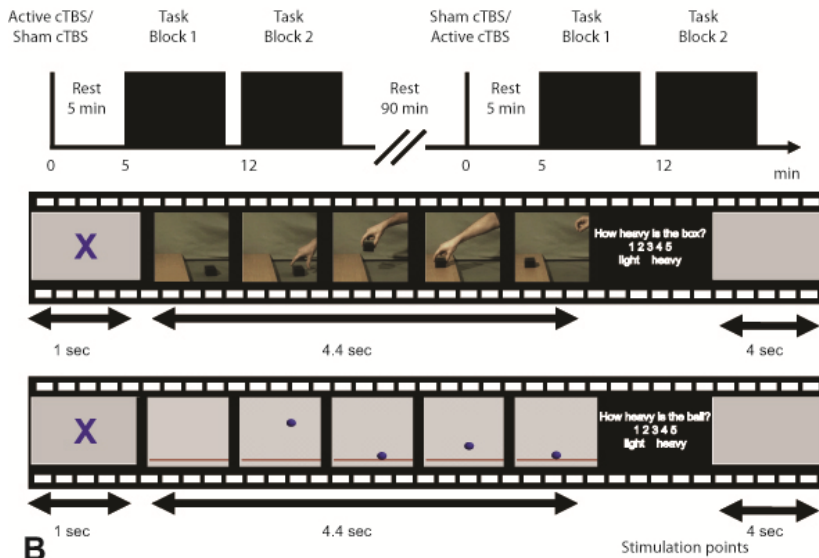 Active cTBS/
Sham cTBS
Task
Block 1
Task
Block 2
Sham cTBS/
Active cTBS
Task
Block 1
Task
Block 2
Rest
5 min
Rest
90 min
Rest
5 min
0
5
12
0
5
12
min
X
How heavy is the box?
1 2 3 4 5
light heavy
1 sec
4.4 sec
4 sec
X
How heavy is the ball?
1 2 3 4 5
light heavy
1 sec
4.4 sec
4 sec
B
Stimulation points